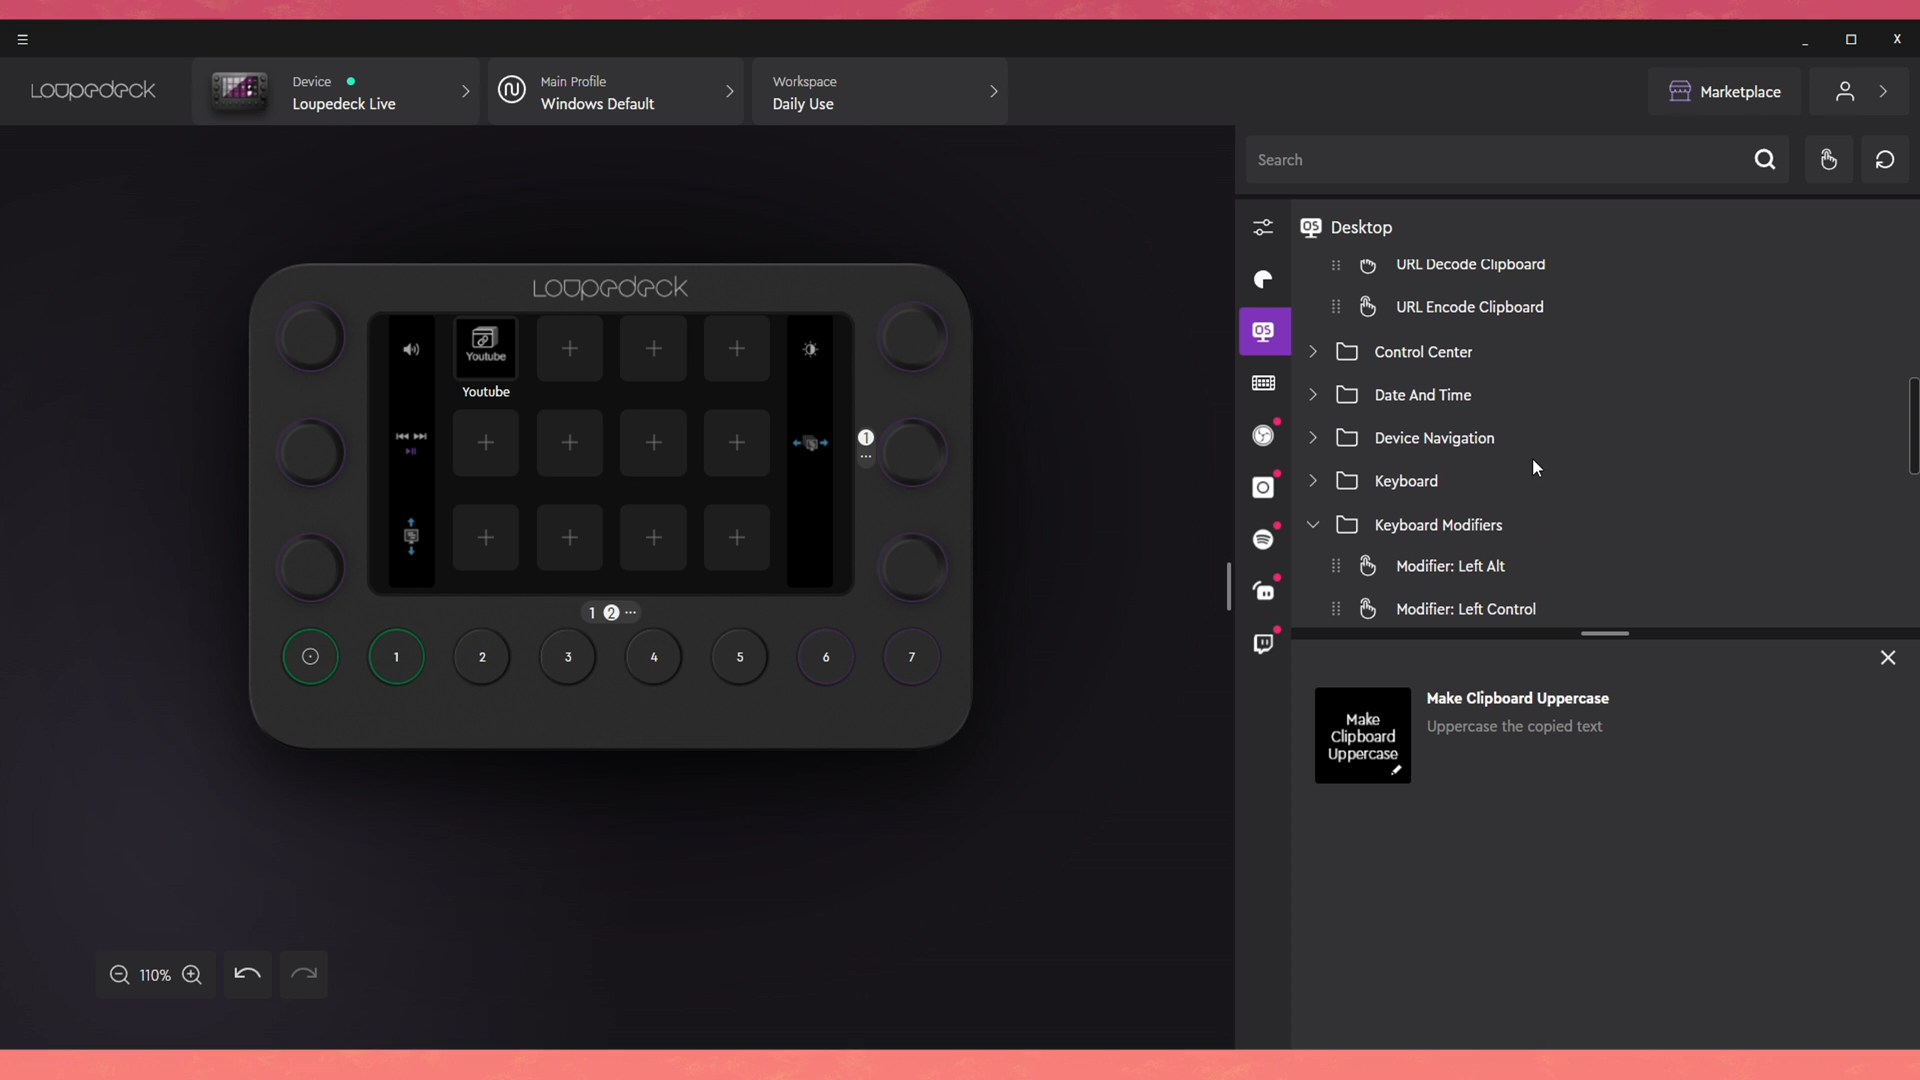 Loupedeck
Device
Loupedeck Live
Main Profile
Windows Default
Workspace
Daily Use
Marketplace
Search
OS Desktop
URL Decode Clipboard
URL Encode Clipboard
Control Center
Date And Time
Device Navigation
Keyboard
Keyboard Modifiers
Modifier: Left Alt
Modifier: Left Control
OS
Loupedeck
Youtube
Youtube
1
1 2
1 2 3 4 5 6 7
Make
Clipboard
Uppercase
Make Clipboard Uppercase
Uppercase the copied text
110%